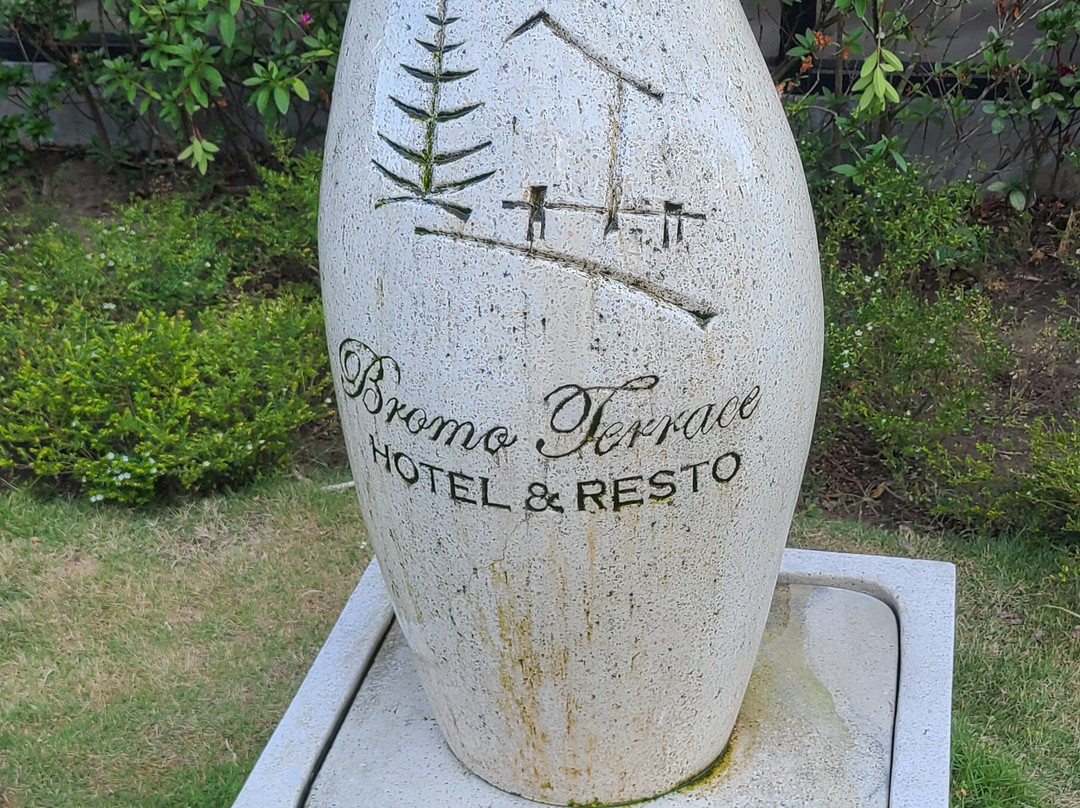 Bromo Terrace
HOTEL & RESTO